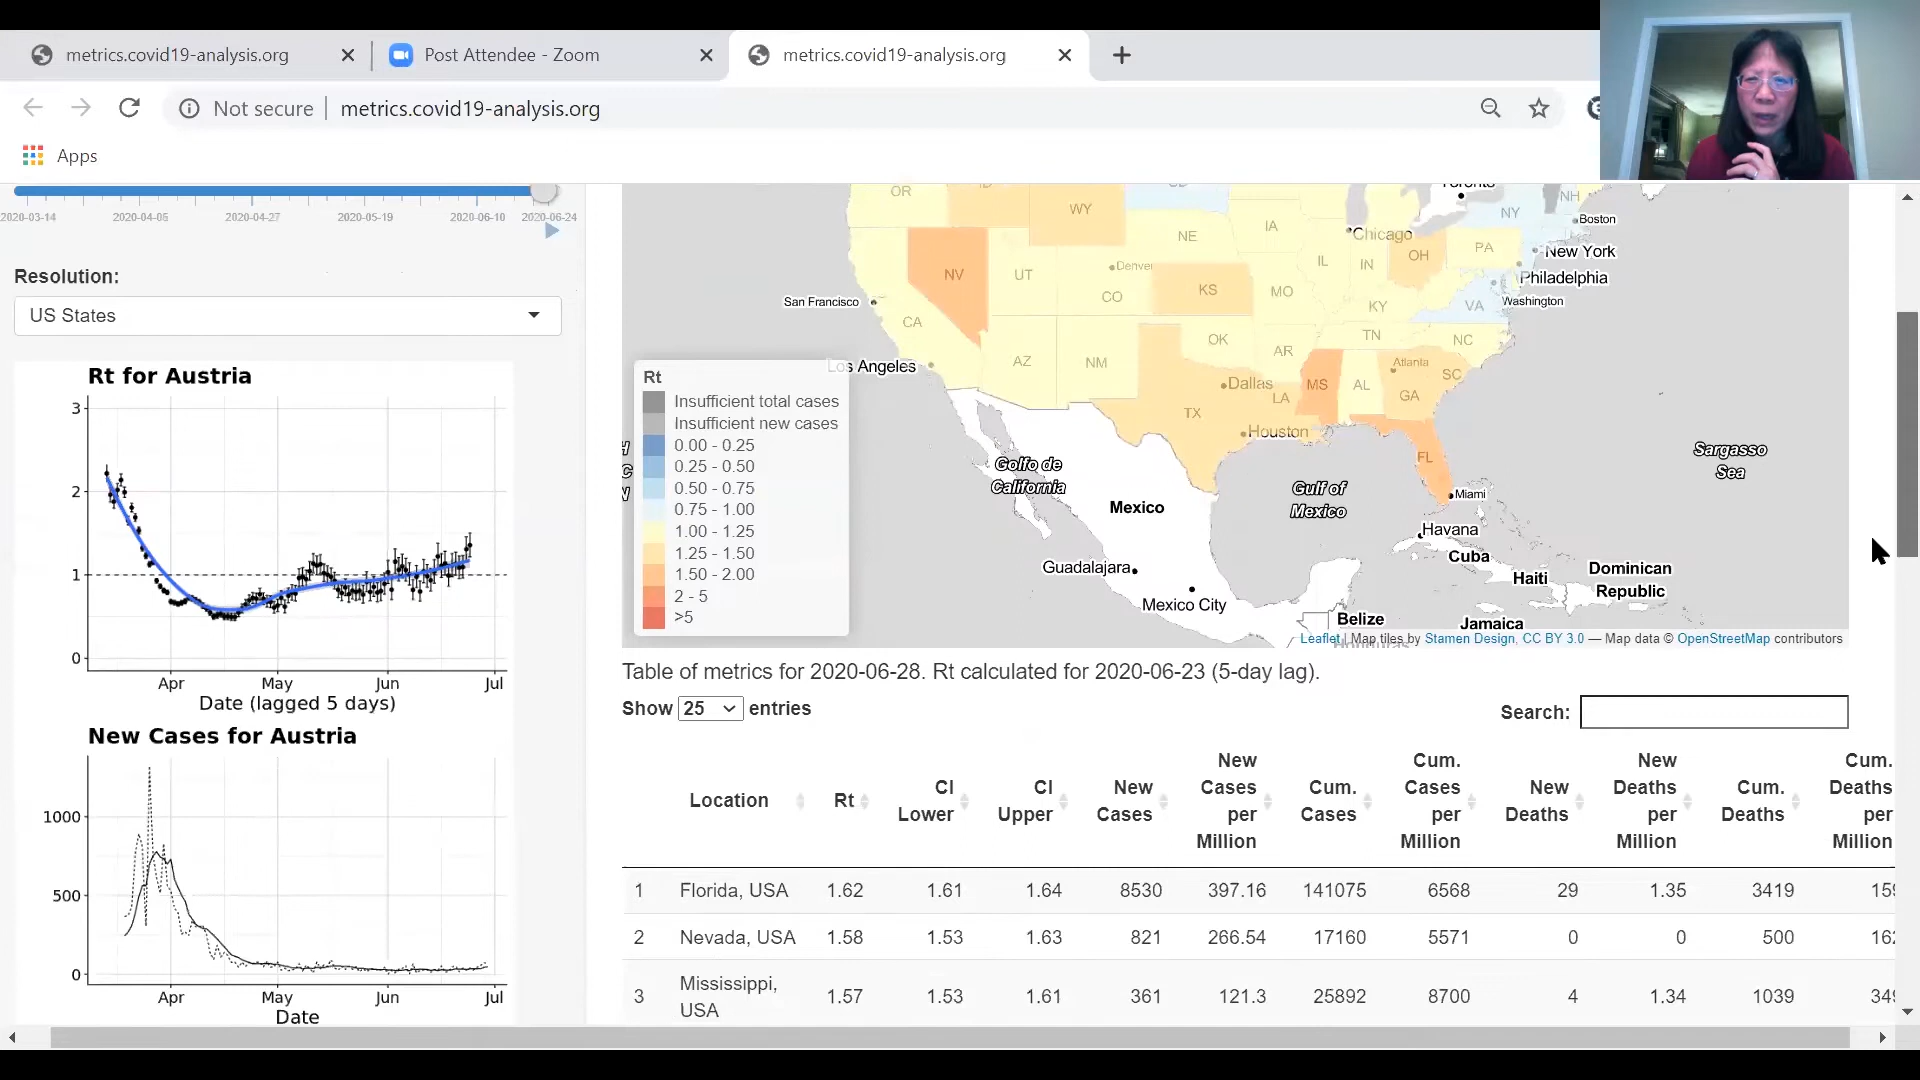 metrics.covid19-analysis.org
Post Attendee - Zoom
metrics.covid19-analysis.org
Not secure
metrics.covid19-analysis.org
Apps
2020-03-14 2020-04-05 2020-04-27 2020-05-19 2020-06-10 2020-06-24
Resolution:
US States
Rt for Austria
3
2
1
0
Apr May Jun Jul
Date (lagged 5 days)
New Cases for Austria
1000
500
0
Apr May Jun Jul
Date
Toronto
OR
ID
SD
NH
WY
NY
Boston
NE
IA
Chicago
PA
New York
NV
UT
Denver
IL
IN
OH
Philadelphia
San Francisco
CO
KS
MO
KY
VA
Washington
CA
OK
TN
NC
Los Angeles
AZ
NM
AR
Atlanta
SC
Dallas
MS
AL
GA
TX
LA
Houston
FL
Miami
Golfo de
California
Gulf of
Mexico
Sargasso
Sea
Mexico
Havana
Cuba
Guadalajara
Haiti
Dominican
Republic
Mexico City
Belize
Jamaica
Honduras
Rt
Insufficient total cases
Insufficient new cases
0.00 - 0.25
0.25 - 0.50
0.50 - 0.75
0.75 - 1.00
1.00 - 1.25
1.25 - 1.50
1.50 - 2.00
2 - 5
>5
Leaflet | Map tiles by Stamen Design, CC BY 3.0 — Map data © OpenStreetMap contributors
Table of metrics for 2020-06-28. Rt calculated for 2020-06-23 (5-day lag).
Show 25 entries
Search:
Location Rt CI Lower CI Upper New Cases New Cases per Million Cum. Cases Cum. Cases per Million New Deaths New Deaths per Million Cum. Deaths Cum. Deaths per Million
1 Florida, USA 1.62 1.61 1.64 8530 397.16 141075 6568 29 1.35 3419
2 Nevada, USA 1.58 1.53 1.63 821 266.54 17160 5571 0 0 500
3 Mississippi, USA 1.57 1.53 1.61 361 121.3 25892 8700 4 1.34 1039